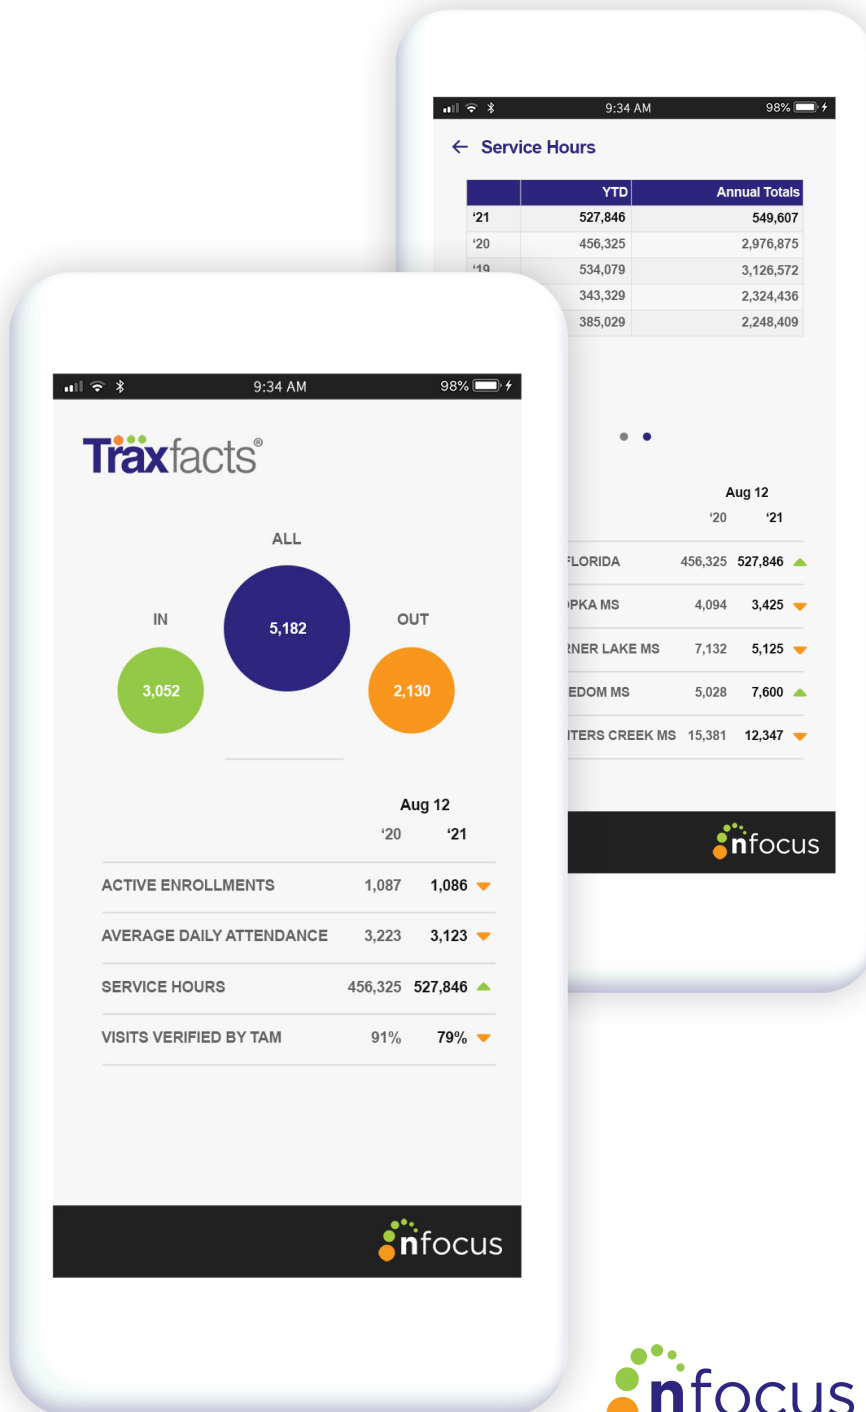 9:34 AM 98%
← Service Hours
YTD Annual Totals
‘21 527,846 549,607
‘20 456,325 2,976,875
‘19 534,079 3,126,572
343,329 2,324,436
385,029 2,248,409
Aug 12
‘20 ‘21
FLORIDA 456,325 527,846
4,094 3,425
LAKE MS 7,132 5,125
MS 5,028 7,600
CREEK MS 15,381 12,347
nfocus
9:34 AM 98%
Traxfacts®
ALL
IN 5,182 OUT
3,052 2,130
Aug 12
‘20 ‘21
ACTIVE ENROLLMENTS 1,087 1,086
AVERAGE DAILY ATTENDANCE 3,223 3,123
SERVICE HOURS 456,325 527,846
VISITS VERIFIED BY TAM 91% 79%
nfocus
nfocus